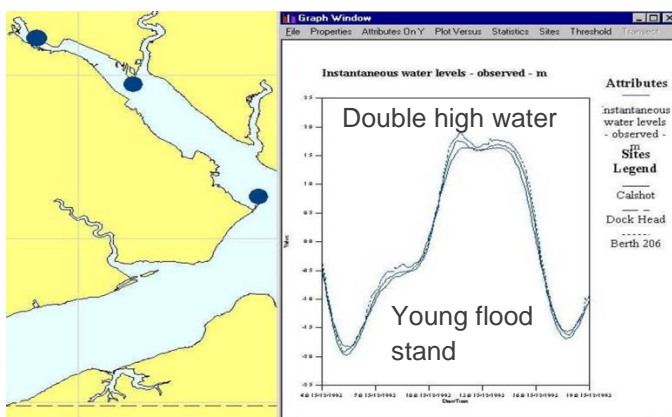 Graph Window
File Properties Attributes On Y Plot Versus Statistics Sites Threshold Transect
Instantaneous water levels - observed - m
Double high water
Young flood
stand
Attributes
instantaneous
water levels
- observed -
m
Sites
Legend
Calshot
Dock Head
Berth 206